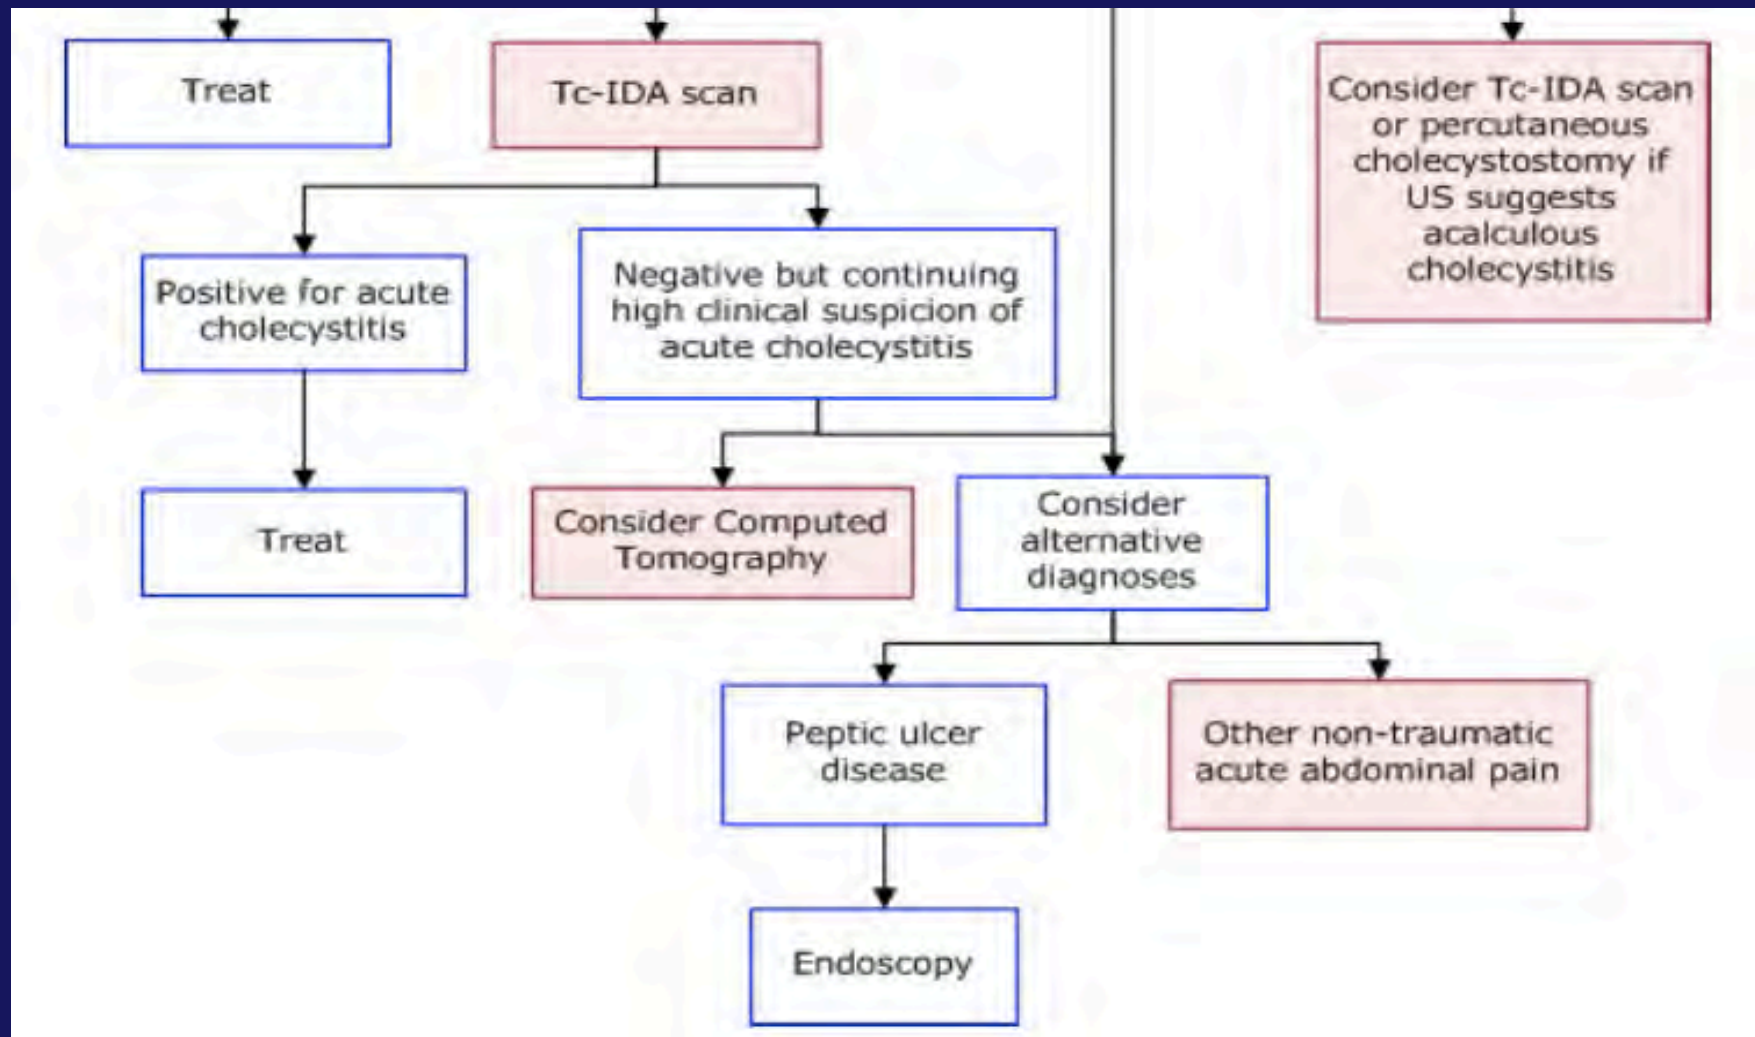 Treat
Tc-IDA scan
Consider Tc-IDA scan
or percutaneous
cholecystostomy if
US suggests
acalculous
cholecystitis
Positive for acute
cholecystitis
Negative but continuing
high clinical suspicion of
acute cholecystitis
Treat
Consider Computed
Tomography
Consider
alternative
diagnoses
Peptic ulcer
disease
Other non-traumatic
acute abdominal pain
Endoscopy